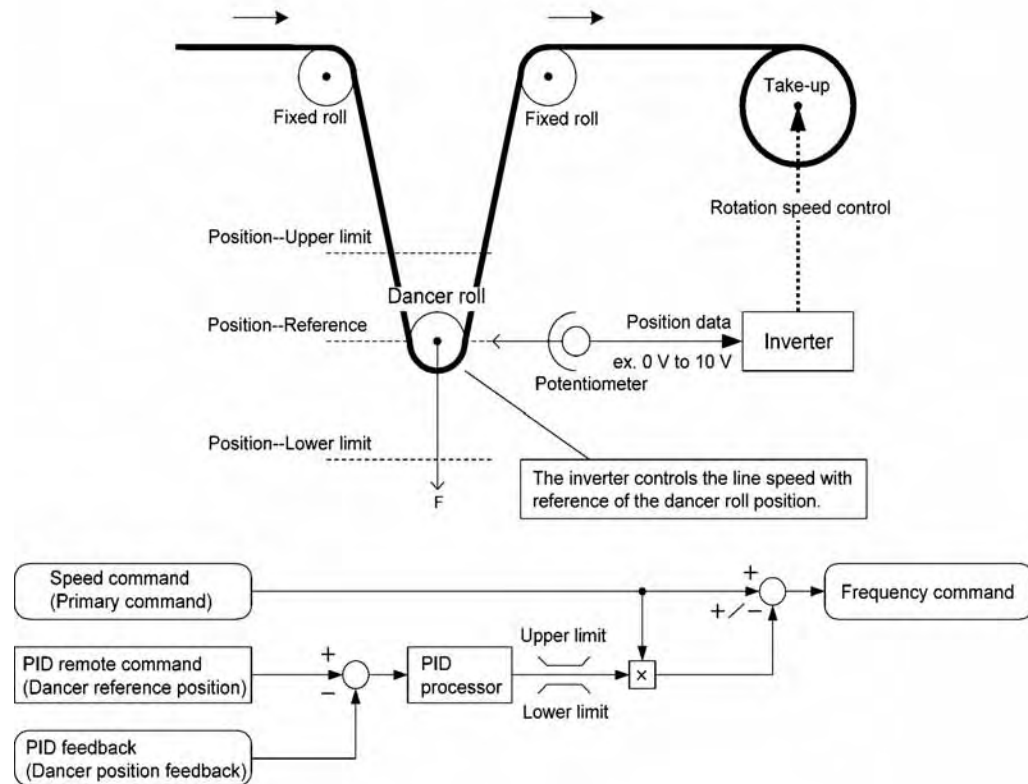 Take-up
Fixed roll
Fixed roll
Rotation speed control
Position--Upper limit
Dancer roll
Position--Reference
Position data
ex. 0 V to 10 V
Inverter
Potentiometer
Position--Lower limit
F
The inverter controls the line speed with
reference of the dancer roll position.
Speed command
(Primary command)
+
+/−
Frequency command
PID remote command
(Dancer reference position)
+
−
PID
processor
Upper limit
Lower limit
×
PID feedback
(Dancer position feedback)